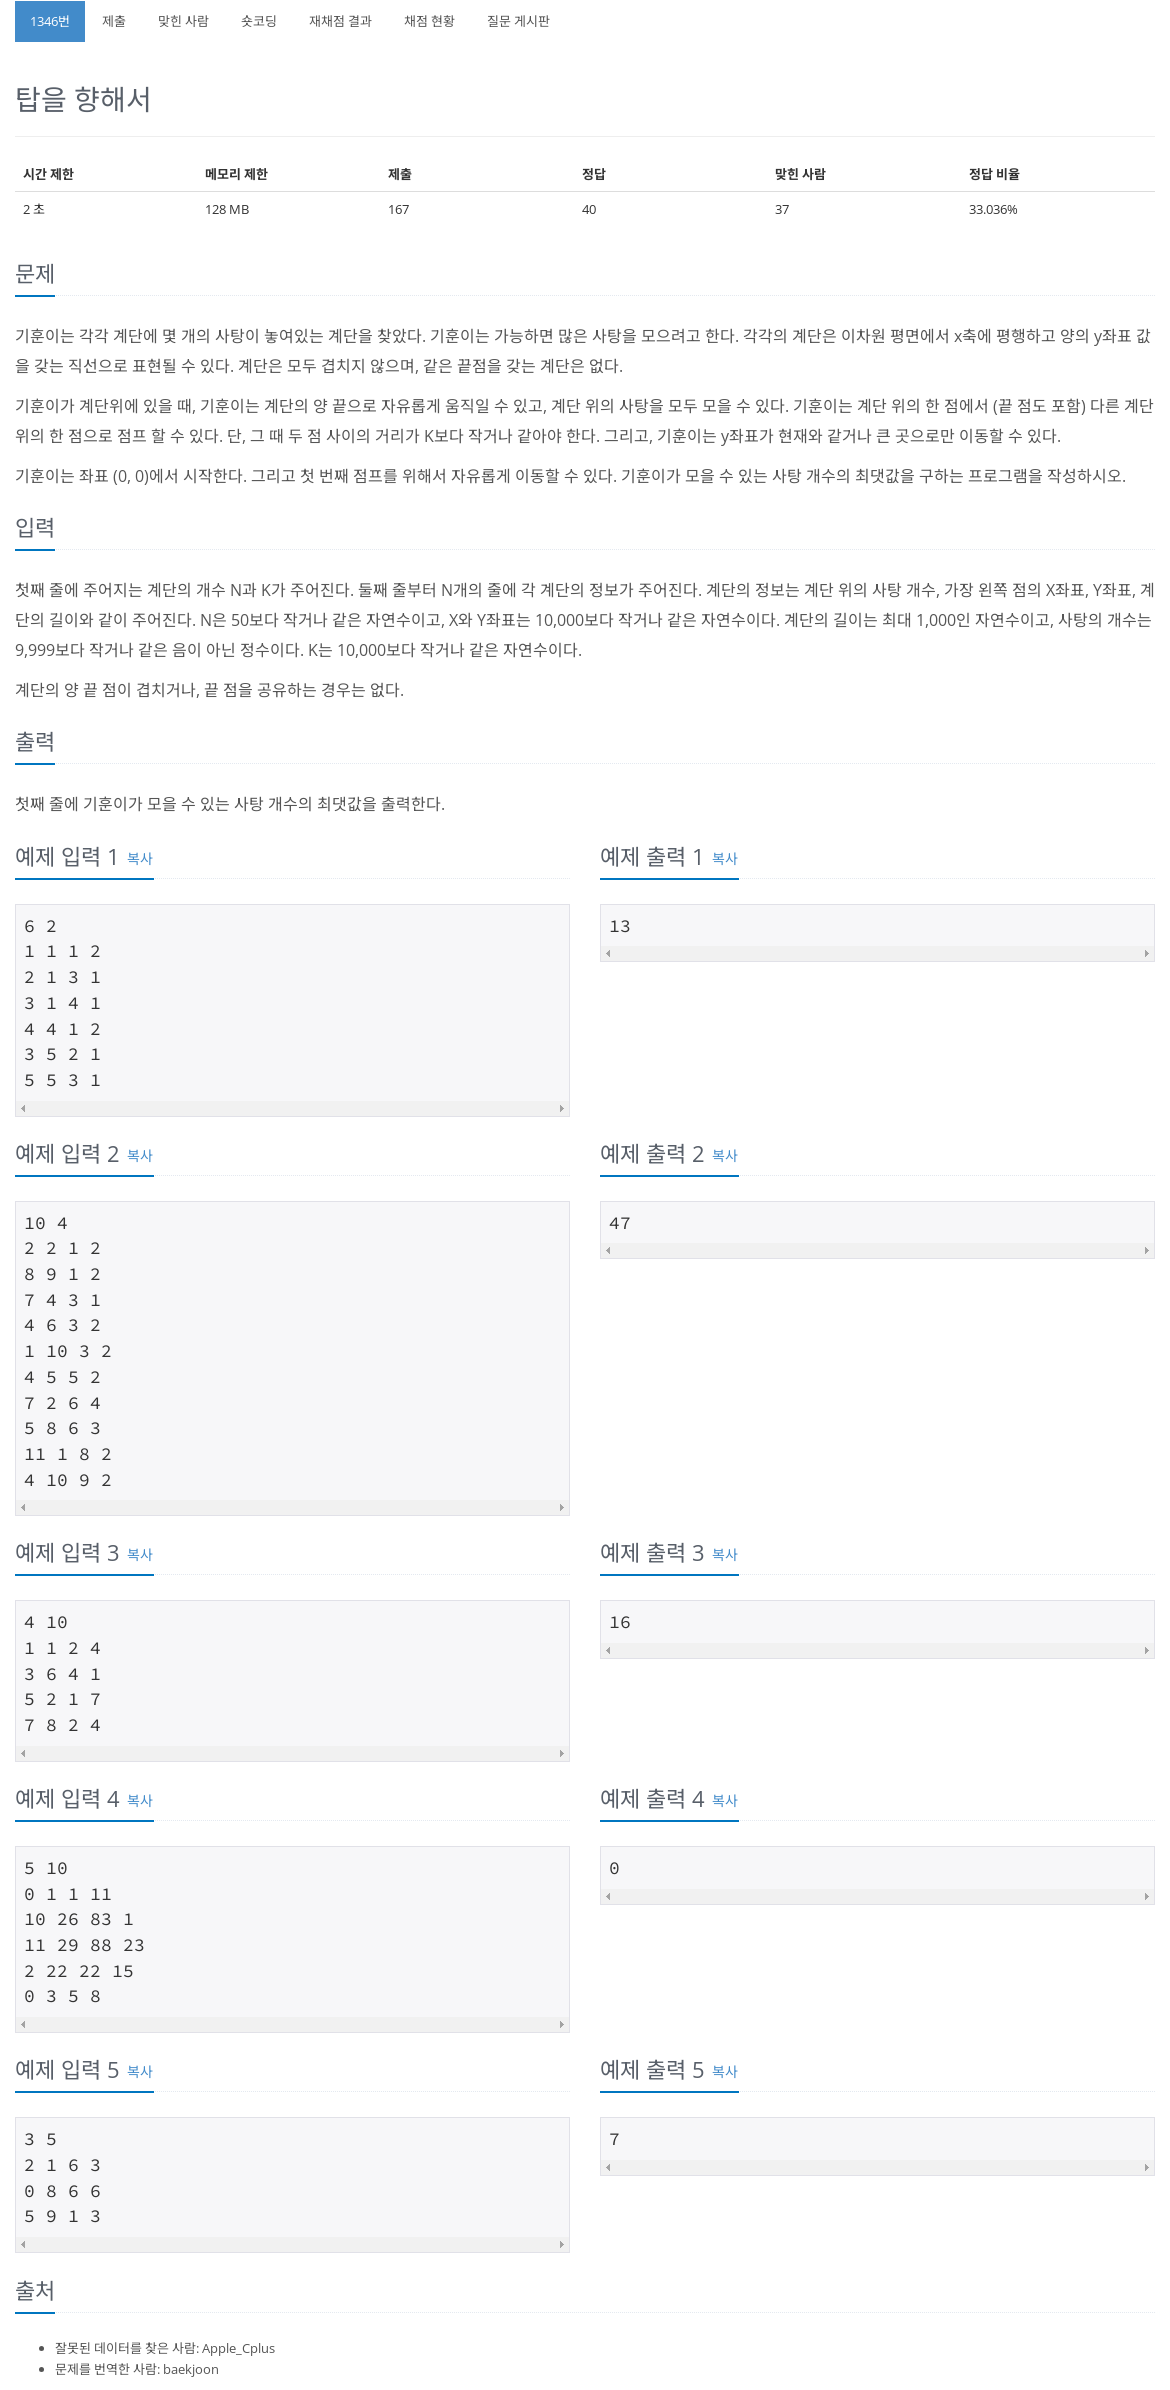 1346번 제출 맞힌 사람 숏코딩 재채점 결과 채점 현황 질문 게시판
탑을 향해서
시간 제한 메모리 제한 제출 정답 맞힌 사람 정답 비율
2 초 128 MB 167 40 37 33.036%
문제
기훈이는 각각 계단에 몇 개의 사탕이 놓여있는 계단을 찾았다. 기훈이는 가능하면 많은 사탕을 모으려고 한다. 각각의 계단은 이차원 평면에서 x축에 평행하고 양의 y좌표 값
을 갖는 직선으로 표현될 수 있다. 계단은 모두 겹치지 않으며, 같은 끝점을 갖는 계단은 없다.
기훈이가 계단위에 있을 때, 기훈이는 계단의 양 끝으로 자유롭게 움직일 수 있고, 계단 위의 사탕을 모두 모을 수 있다. 기훈이는 계단 위의 한 점에서 (끝 점도 포함) 다른 계단
위의 한 점으로 점프 할 수 있다. 단, 그 때 두 점 사이의 거리가 K보다 작거나 같아야 한다. 그리고, 기훈이는 y좌표가 현재와 같거나 큰 곳으로만 이동할 수 있다.
기훈이는 좌표 (0, 0)에서 시작한다. 그리고 첫 번째 점프를 위해서 자유롭게 이동할 수 있다. 기훈이가 모을 수 있는 사탕 개수의 최댓값을 구하는 프로그램을 작성하시오.
입력
첫째 줄에 주어지는 계단의 개수 N과 K가 주어진다. 둘째 줄부터 N개의 줄에 각 계단의 정보가 주어진다. 계단의 정보는 계단 위의 사탕 개수, 가장 왼쪽 점의 X좌표, Y좌표, 계
단의 길이와 같이 주어진다. N은 50보다 작거나 같은 자연수이고, X와 Y좌표는 10,000보다 작거나 같은 자연수이다. 계단의 길이는 최대 1,000인 자연수이고, 사탕의 개수는
9,999보다 작거나 같은 음이 아닌 정수이다. K는 10,000보다 작거나 같은 자연수이다.
계단의 양 끝 점이 겹치거나, 끝 점을 공유하는 경우는 없다.
출력
첫째 줄에 기훈이가 모을 수 있는 사탕 개수의 최댓값을 출력한다.
예제 입력 1 복사
6 2
1 1 1 2
2 1 3 1
3 1 4 1
4 4 1 2
3 5 2 1
5 5 3 1
예제 출력 1 복사
13
예제 입력 2 복사
10 4
2 2 1 2
8 9 1 2
7 4 3 1
4 6 3 2
1 10 3 2
4 5 5 2
7 2 6 4
5 8 6 3
11 1 8 2
4 10 9 2
예제 출력 2 복사
47
예제 입력 3 복사
4 10
1 1 2 4
3 6 4 1
5 2 1 7
7 8 2 4
예제 출력 3 복사
16
예제 입력 4 복사
5 10
0 1 1 11
10 26 83 1
11 29 88 23
2 22 22 15
0 3 5 8
예제 출력 4 복사
0
예제 입력 5 복사
3 5
2 1 6 3
0 8 6 6
5 9 1 3
예제 출력 5 복사
7
출처
잘못된 데이터를 찾은 사람: Apple_Cplus
문제를 번역한 사람: baekjoon